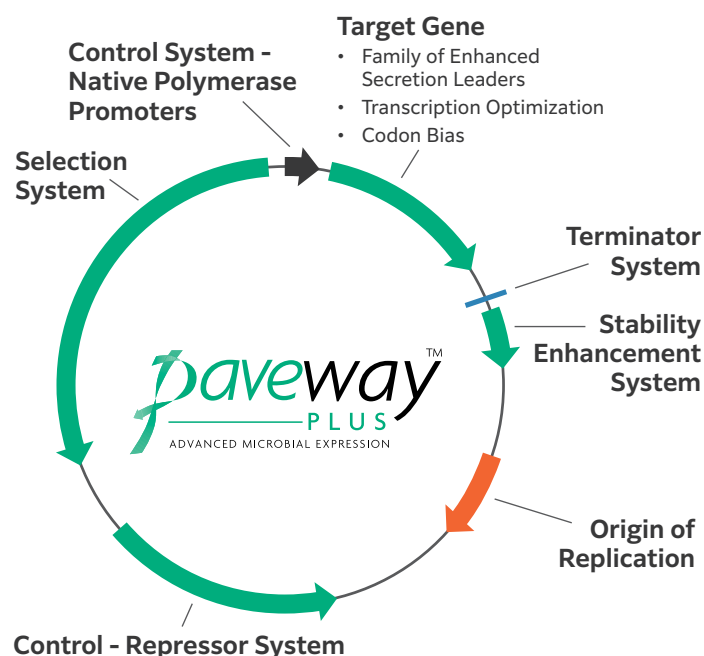 Target Gene
• Family of Enhanced
Secretion Leaders
• Transcription Optimization
• Codon Bias
Control System -
Native Polymerase
Promoters
Selection
System
Terminator
System
Stability
Enhancement
System
paveway™
PLUS
ADVANCED MICROBIAL EXPRESSION
Origin of
Replication
Control - Repressor System